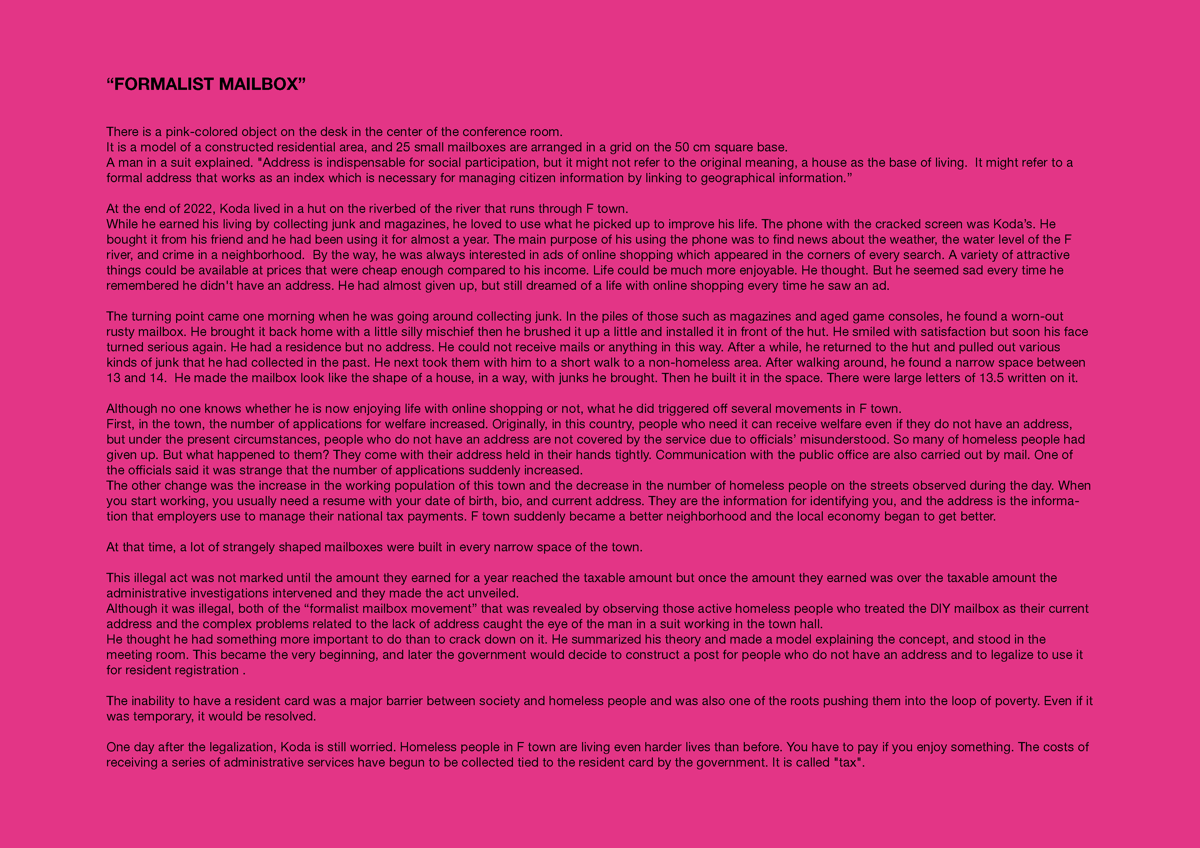 “FORMALIST MAILBOX”
There is a pink-colored object on the desk in the center of the conference room.
It is a model of a constructed residential area, and 25 small mailboxes are arranged in a grid on the 50 cm square base.
A man in a suit explained. "Address is indispensable for social participation, but it might not refer to the original meaning, a house as the base of living.  It might refer to a
formal address that works as an index which is necessary for managing citizen information by linking to geographical information.”
At the end of 2022, Koda lived in a hut on the riverbed of the river that runs through F town.
While he earned his living by collecting junk and magazines, he loved to use what he picked up to improve his life. The phone with the cracked screen was Koda’s. He
bought it from his friend and he had been using it for almost a year. The main purpose of his using the phone was to find news about the weather, the water level of the F
river, and crime in a neighborhood.  By the way, he was always interested in ads of online shopping which appeared in the corners of every search. A variety of attractive
things could be available at prices that were cheap enough compared to his income. Life could be much more enjoyable. He thought. But he seemed sad every time he
remembered he didn’t have an address. He had almost given up, but still dreamed of a life with online shopping every time he saw an ad.
The turning point came one morning when he was going around collecting junk. In the piles of those such as magazines and aged game consoles, he found a worn-out
rusty mailbox. He brought it back home with a little silly mischief then he brushed it up a little and installed it in front of the hut. He smiled with satisfaction but soon his face
turned serious again. He had a residence but no address. He could not receive mails or anything in this way. After a while, he returned to the hut and pulled out various
kinds of junk that he had collected in the past. He next took them with him to a short walk to a non-homeless area. After walking around, he found a narrow space between
13 and 14.  He made the mailbox look like the shape of a house, in a way, with junks he brought. Then he built it in the space. There were large letters of 13.5 written on it.
Although no one knows whether he is now enjoying life with online shopping or not, what he did triggered off several movements in F town.
First, in the town, the number of applications for welfare increased. Originally, in this country, people who need it can receive welfare even if they do not have an address,
but under the present circumstances, people who do not have an address are not covered by the service due to officials’ misunderstood. So many of homeless people had
given up. But what happened to them? They come with their address held in their hands tightly. Communication with the public office are also carried out by mail. One of
the officials said it was strange that the number of applications suddenly increased.
The other change was the increase in the working population of this town and the decrease in the number of homeless people on the streets observed during the day. When
you start working, you usually need a resume with your date of birth, bio, and current address. They are the information for identifying you, and the address is the informa-
tion that employers use to manage their national tax payments. F town suddenly became a better neighborhood and the local economy began to get better.
At that time, a lot of strangely shaped mailboxes were built in every narrow space of the town.
This illegal act was not marked until the amount they earned for a year reached the taxable amount but once the amount they earned was over the taxable amount the
administrative investigations intervened and they made the act unveiled.
Although it was illegal, both of the “formalist mailbox movement” that was revealed by observing those active homeless people who treated the DIY mailbox as their current
address and the complex problems related to the lack of address caught the eye of the man in a suit working in the town hall.
He thought he had something more important to do than to crack down on it. He summarized his theory and made a model explaining the concept, and stood in the
meeting room. This became the very beginning, and later the government would decide to construct a post for people who do not have an address and to legalize to use it
for resident registration .
The inability to have a resident card was a major barrier between society and homeless people and was also one of the roots pushing them into the loop of poverty. Even if it
was temporary, it would be resolved.
One day after the legalization, Koda is still worried. Homeless people in F town are living even harder lives than before. You have to pay if you enjoy something. The costs of
receiving a series of administrative services have begun to be collected tied to the resident card by the government. It is called "tax".